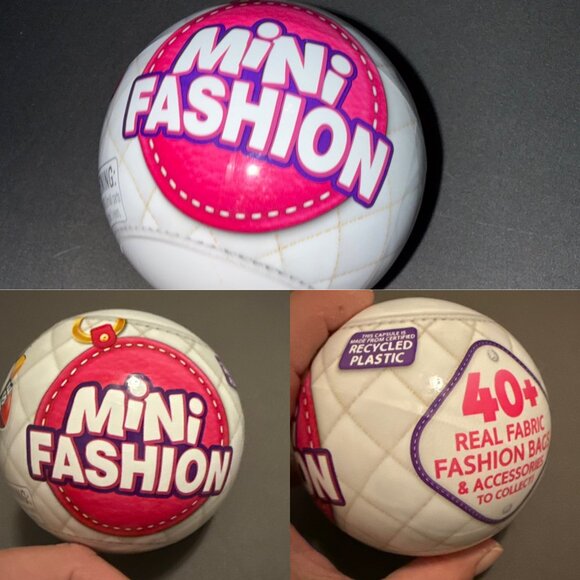 MiNi
FASHION
NING:
MiNi
FASHION
THIS CAPSULE IS
MADE FROM CERTIFIED
RECYCLED
PLASTIC
40+
REAL FABRIC
FASHION BAGS
& ACCESSORIES
TO COLLECT!
ON